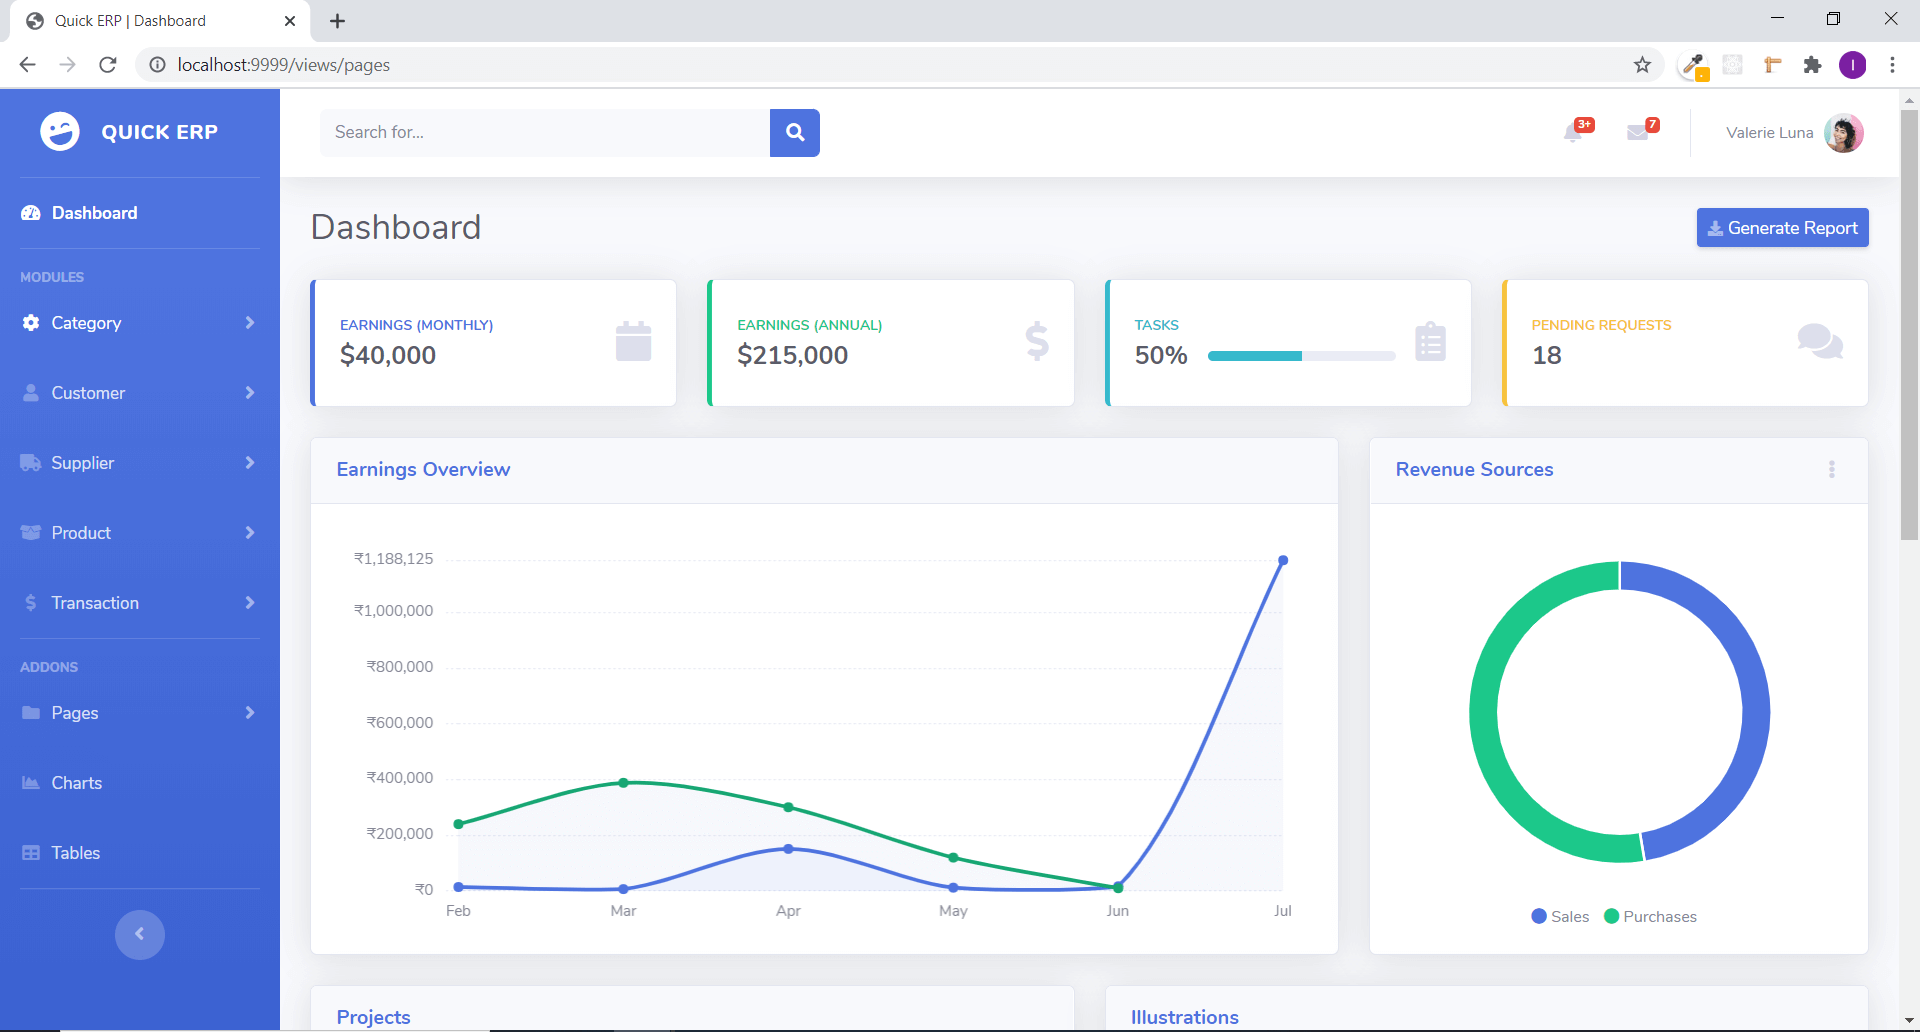 Quick ERP | Dashboard
localhost:9999/views/pages
I
QUICK ERP
Search for...
3+
7
Valerie Luna
Dashboard
MODULES
Category
Customer
Supplier
Product
Transaction
ADDONS
Pages
Charts
Tables
Dashboard
Generate Report
EARNINGS (MONTHLY)
$40,000
EARNINGS (ANNUAL)
$215,000
TASKS
50%
PENDING REQUESTS
18
Earnings Overview
₹1,188,125
₹1,000,000
₹800,000
₹600,000
₹400,000
₹200,000
₹0
Feb Mar Apr May Jun Jul
Revenue Sources
Sales Purchases
Projects
Illustrations